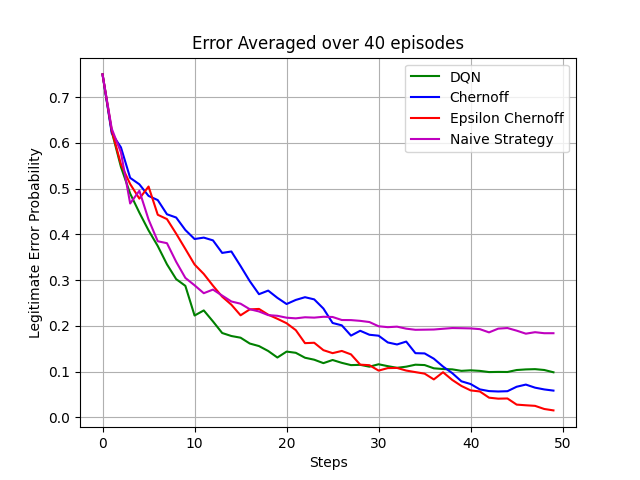 Error Averaged over 40 episodes
DQN
Chernoff
Epsilon Chernoff
Naive Strategy
Legitimate Error Probability
0.7
0.6
0.5
0.4
0.3
0.2
0.1
0.0
0
10
20
30
40
50
Steps